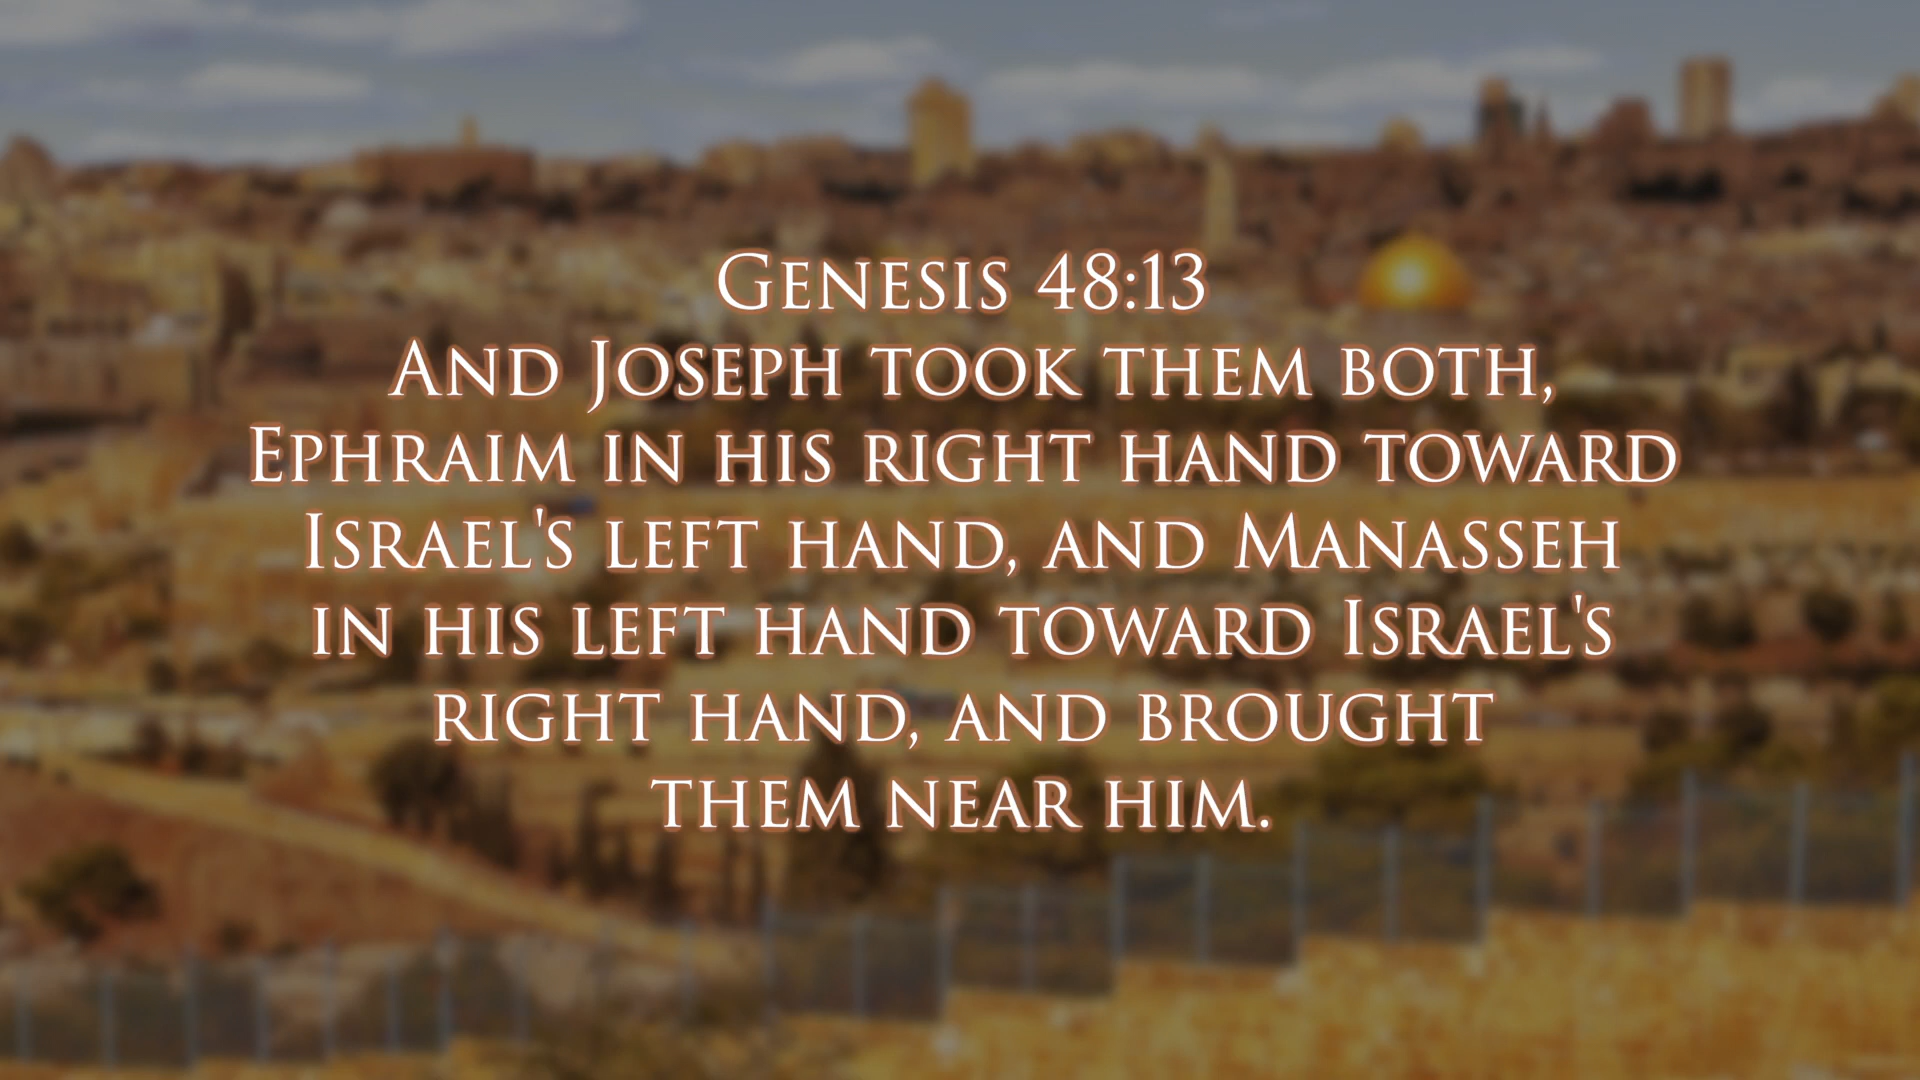 Genesis 48:13
And Joseph took them both,
Ephraim in his right hand toward
Israel's left hand, and Manasseh
in his left hand toward Israel's
right hand, and brought
them near him.